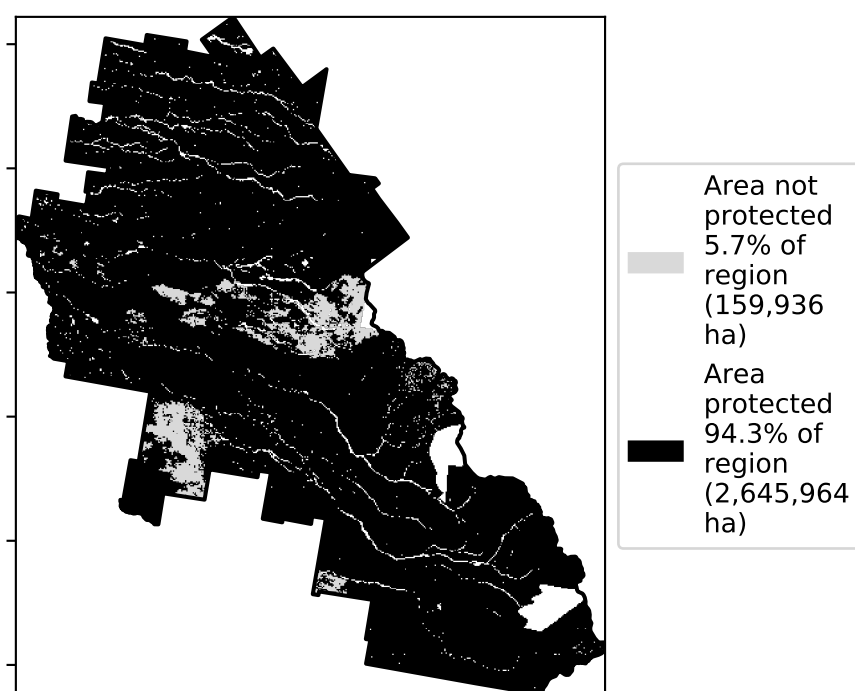 Area not
protected
5.7% of
region
(159,936
ha)
Area
protected
94.3% of
region
(2,645,964
ha)